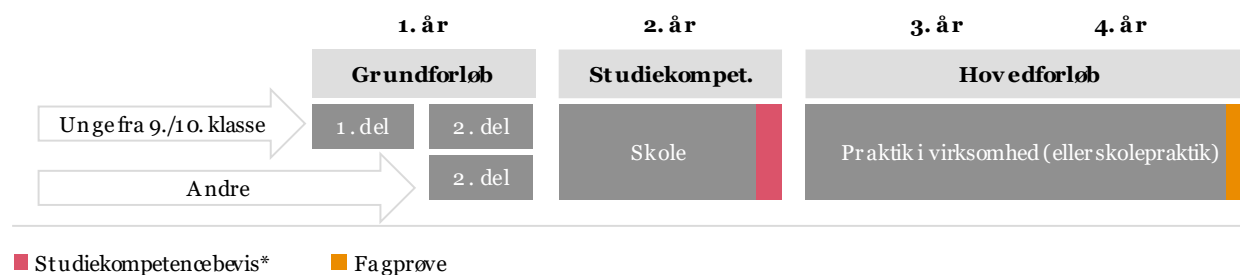 1. år 2. år 3. år 4. år
Grundforløb Studiekompet. Hovedforløb
Unge fra 9./10. klasse 1. del 2. del Skole Praktik i virksomhed (eller skolepraktik)
Andre 2. del
Studiekompetencebevis* Fagprøve